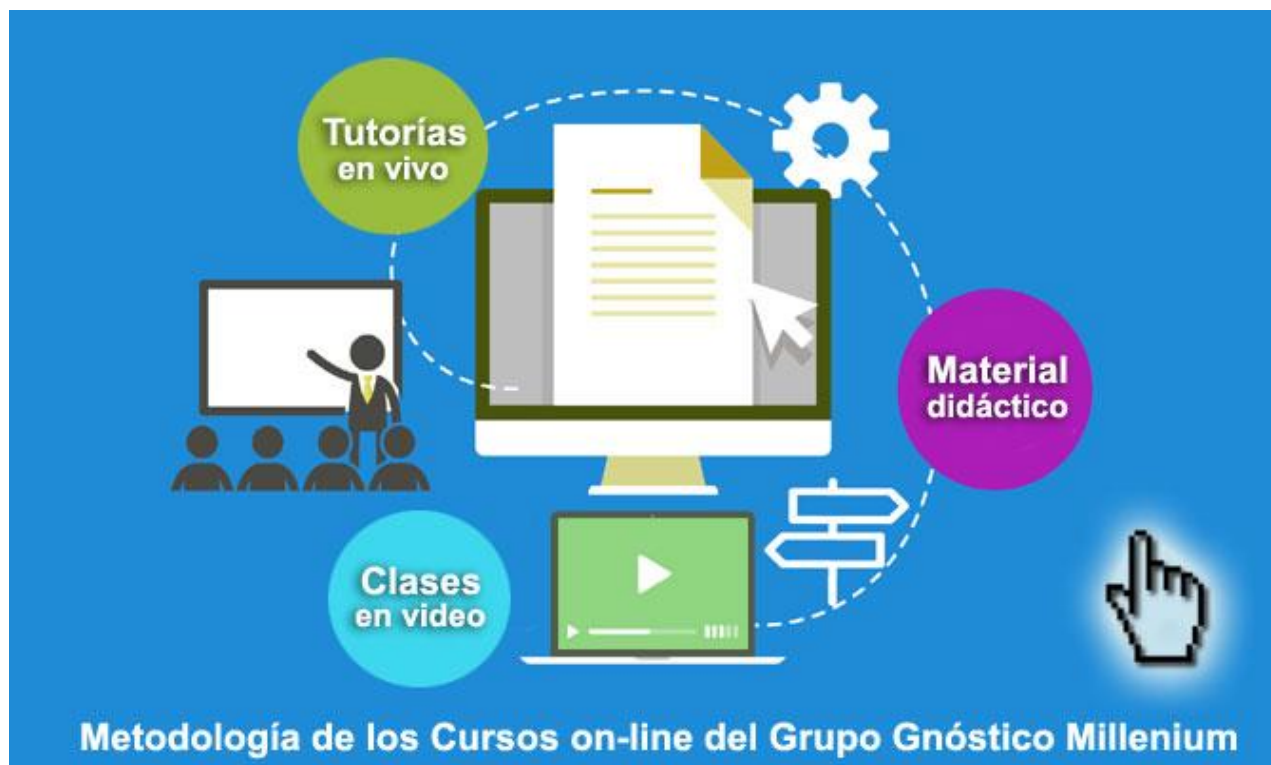 Tutorías
en vivo
Material
didáctico
Clases
en video
Metodología de los Cursos on-line del Grupo Gnóstico Millenium